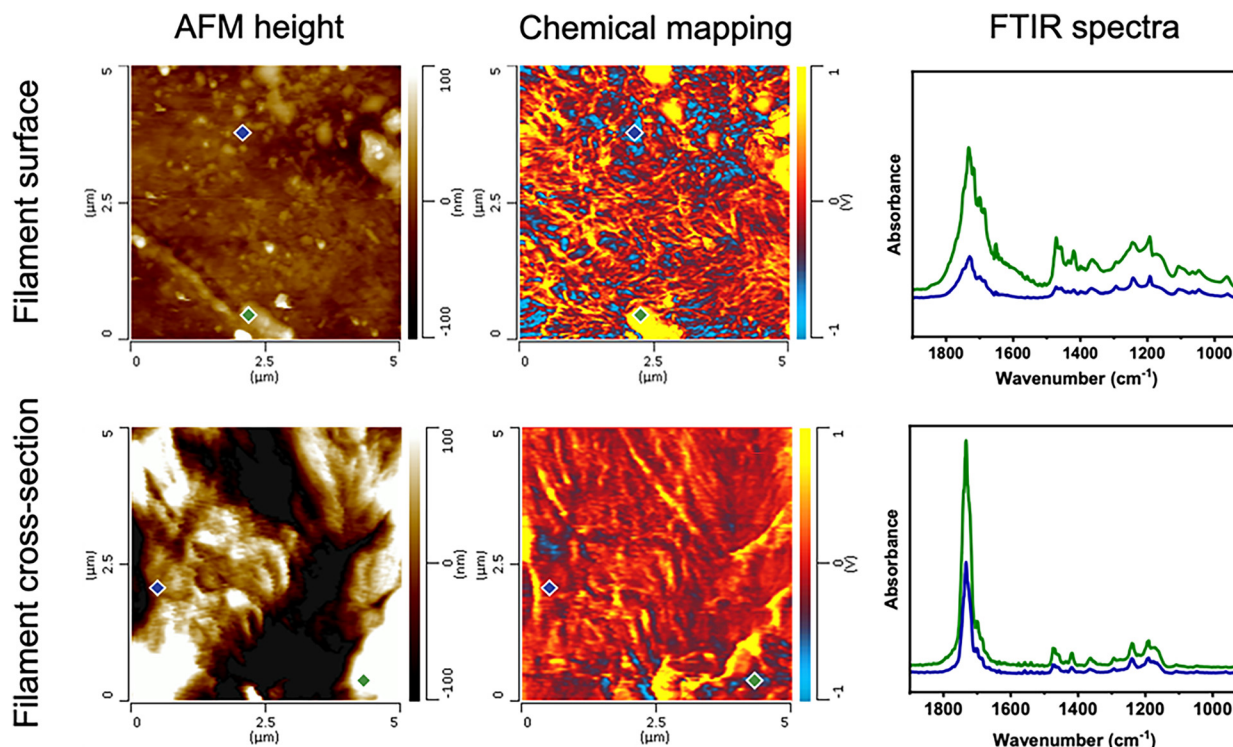 AFM height
Chemical mapping
FTIR spectra
Filament surface
5
2.5
0
(µm)
0
2.5
5
(µm)
100
0
-100
(nm)
5
2.5
0
(µm)
0
2.5
5
(µm)
1
0
-1
(V)
Absorbance
1800
1600
1400
1200
1000
Wavenumber (cm⁻¹)
Filament cross-section
5
2.5
0
(µm)
0
2.5
5
(µm)
100
0
-100
(nm)
5
2.5
0
(µm)
0
2.5
5
(µm)
1
0
-1
(V)
Absorbance
1800
1600
1400
1200
1000
Wavenumber (cm⁻¹)